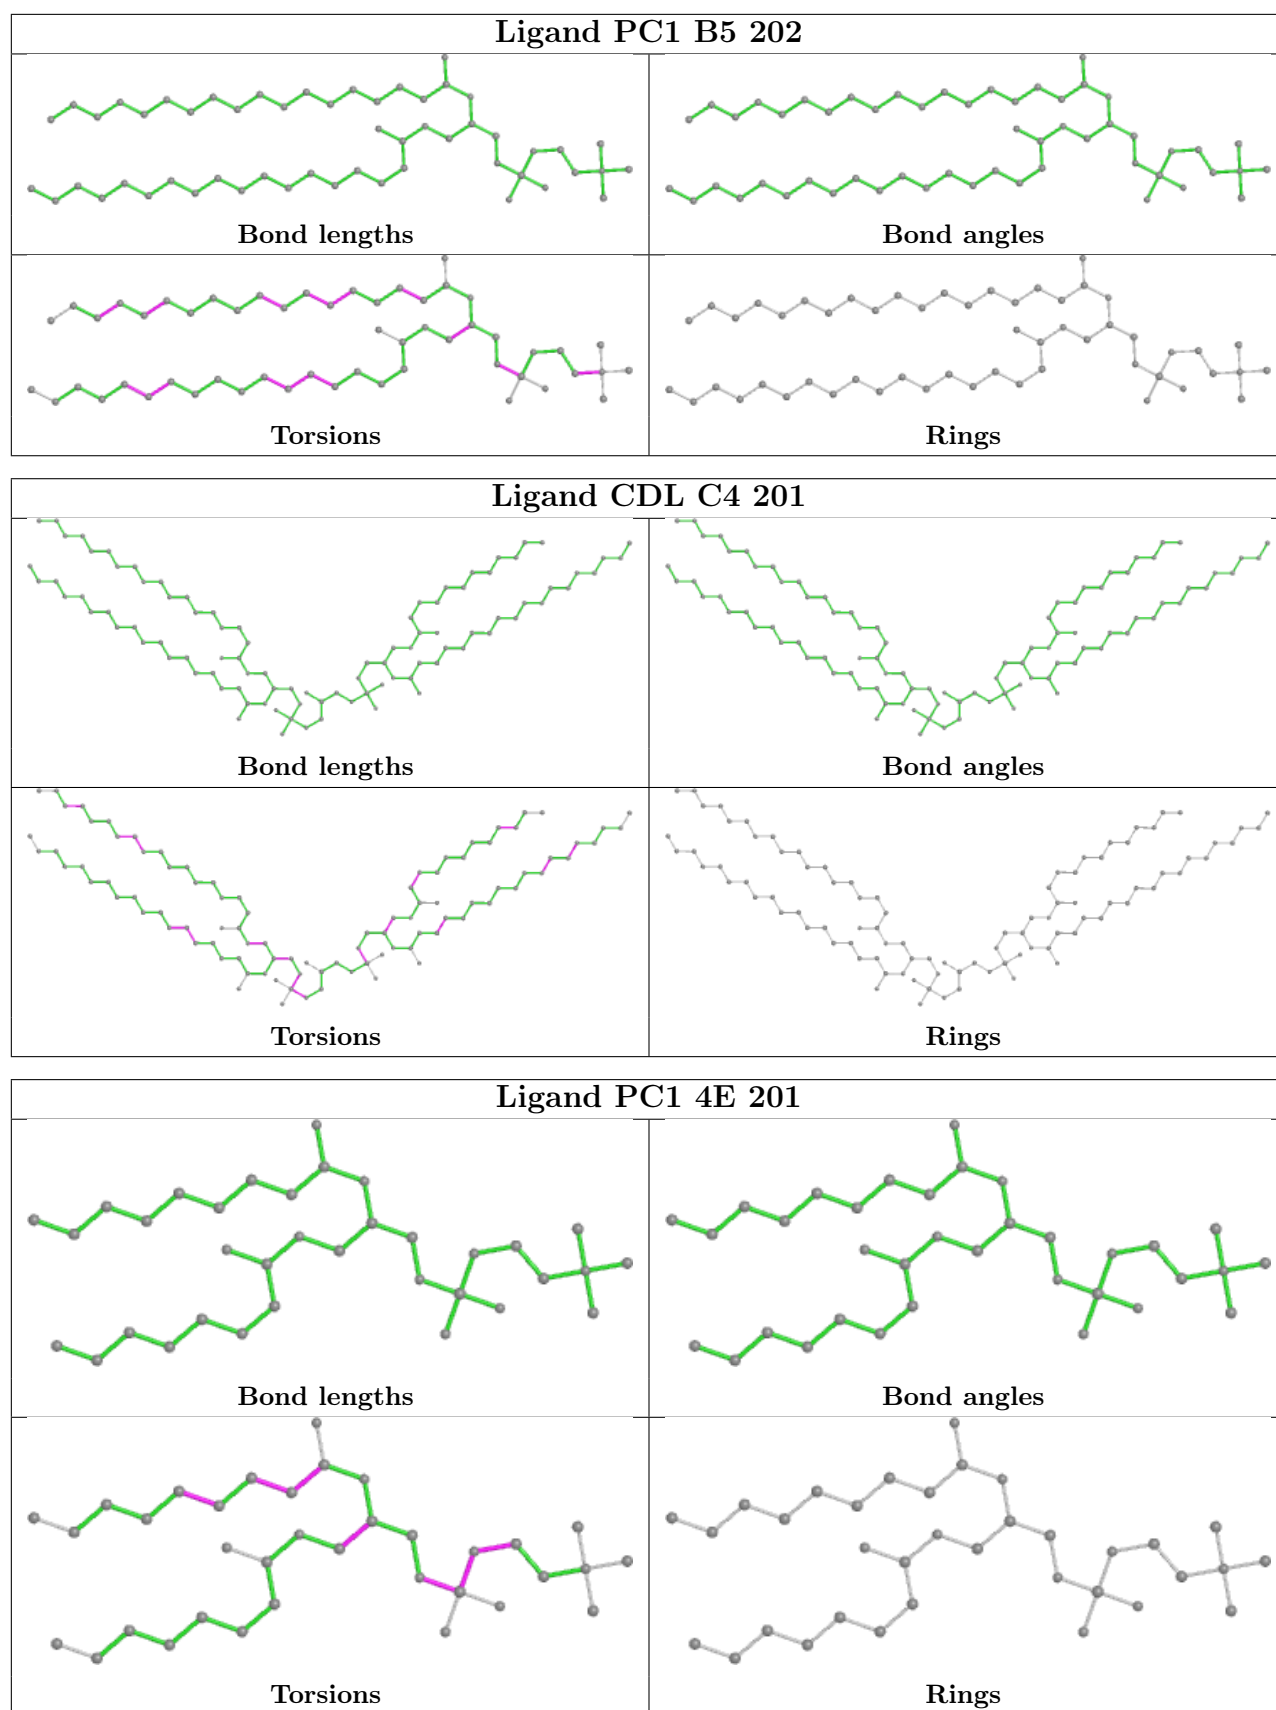 Ligand PC1 B5 202
Bond lengths
Bond angles
Torsions
Rings
Ligand CDL C4 201
Bond lengths
Bond angles
Torsions
Rings
Ligand PC1 4E 201
Bond lengths
Bond angles
Torsions
Rings